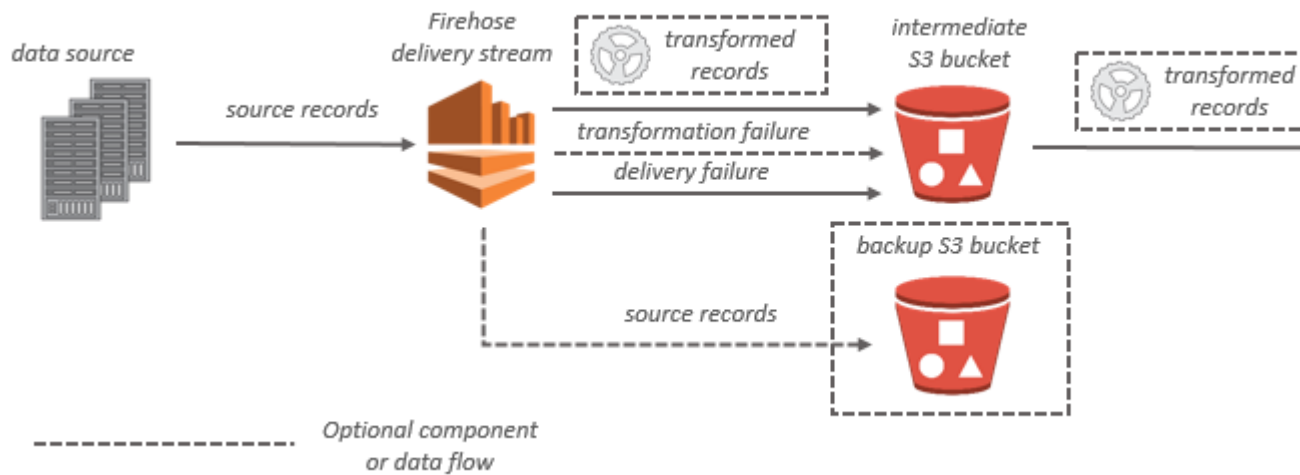 data source
source records
Firehose
delivery stream
transformed
records
transformation failure
delivery failure
intermediate
S3 bucket
transformed
records
source records
backup S3 bucket
Optional component
or data flow